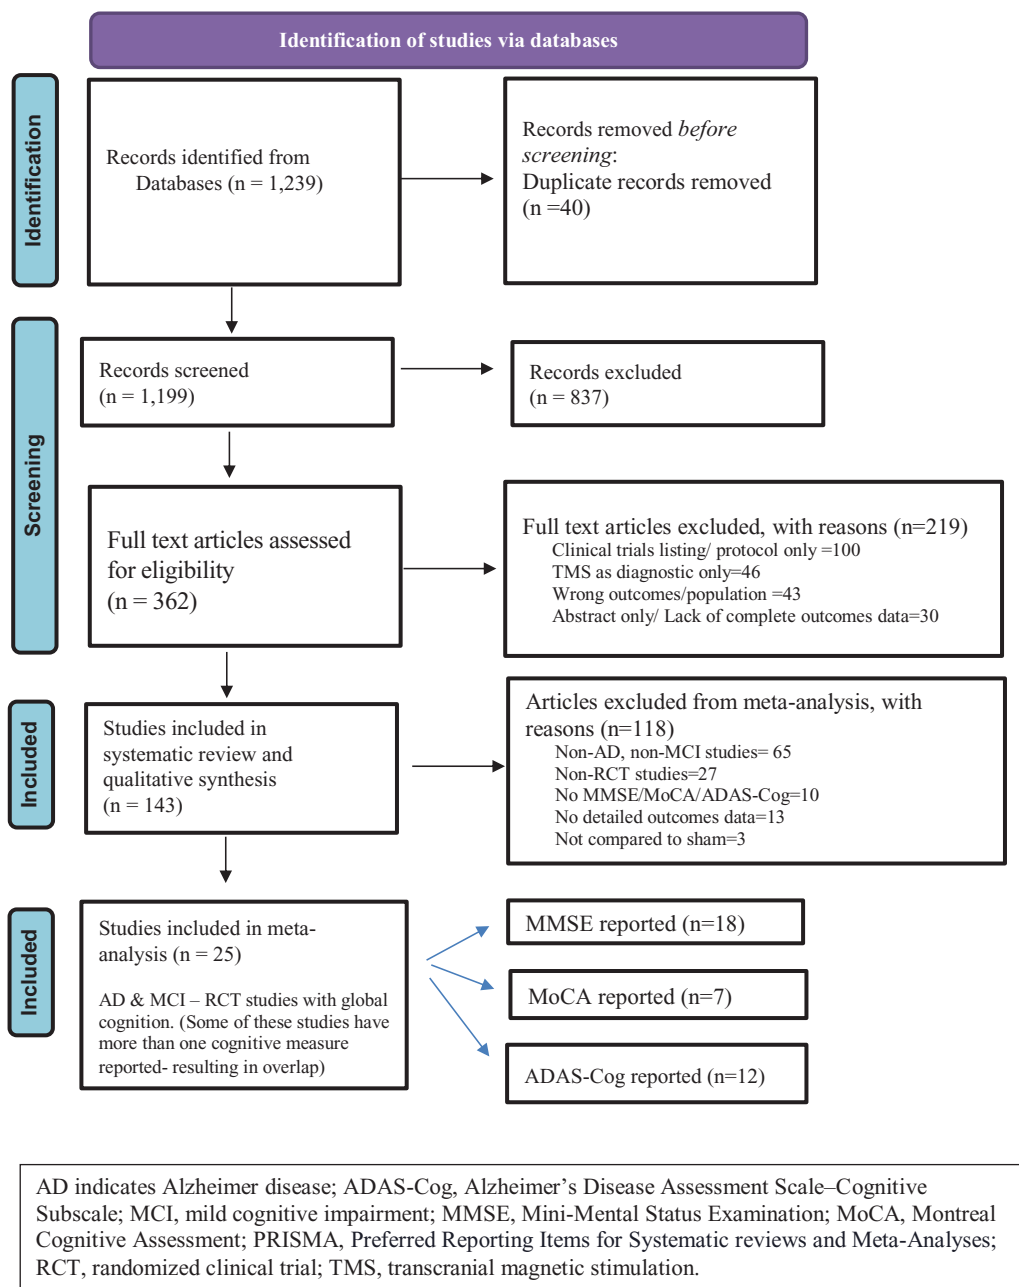 Identification of studies via databases
Identification
Records identified from
Databases (n = 1,239)
Records removed before
screening:
Duplicate records removed
(n =40)
Screening
Records screened
(n = 1,199)
Records excluded
(n = 837)
Full text articles assessed
for eligibility
(n = 362)
Full text articles excluded, with reasons (n=219)
Clinical trials listing/ protocol only =100
TMS as diagnostic only=46
Wrong outcomes/population =43
Abstract only/ Lack of complete outcomes data=30
Included
Studies included in
systematic review and
qualitative synthesis
(n = 143)
Articles excluded from meta-analysis, with
reasons (n=118)
Non-AD, non-MCI studies= 65
Non-RCT studies=27
No MMSE/MoCA/ADAS-Cog=10
No detailed outcomes data=13
Not compared to sham=3
Included
Studies included in meta-
analysis (n = 25)
AD & MCI – RCT studies with global
cognition. (Some of these studies have
more than one cognitive measure
reported- resulting in overlap)
MMSE reported (n=18)
MoCA reported (n=7)
ADAS-Cog reported (n=12)
AD indicates Alzheimer disease; ADAS-Cog, Alzheimer's Disease Assessment Scale–Cognitive
Subscale; MCI, mild cognitive impairment; MMSE, Mini-Mental Status Examination; MoCA, Montreal
Cognitive Assessment; PRISMA, Preferred Reporting Items for Systematic reviews and Meta-Analyses;
RCT, randomized clinical trial; TMS, transcranial magnetic stimulation.